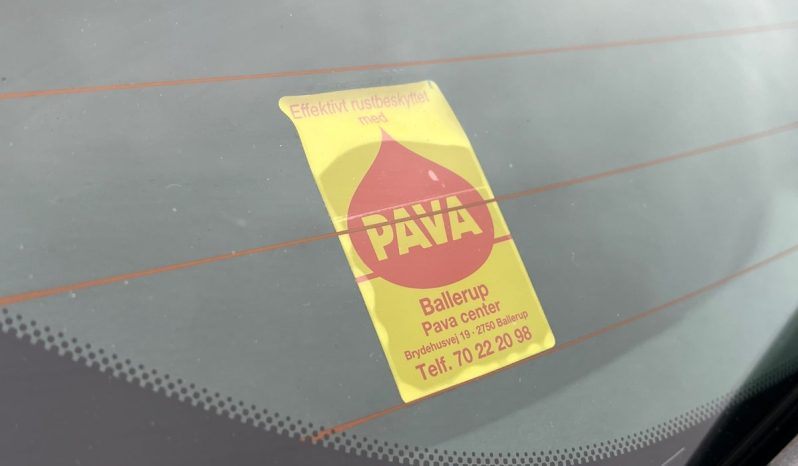 Effektivt rustbeskyttet
med
PAVA
Ballerup
Pava center
Brydehusvej 19 - 2750 Ballerup
Telf. 70 22 20 98